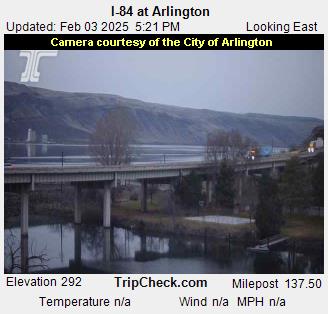 I-84 at Arlington
Updated: Feb 03 2025 5:21 PM Looking East
Camera courtesy of the City of Arlington
Elevation 292 TripCheck.com Milepost 137.50
Temperature n/a Wind n/a MPH n/a